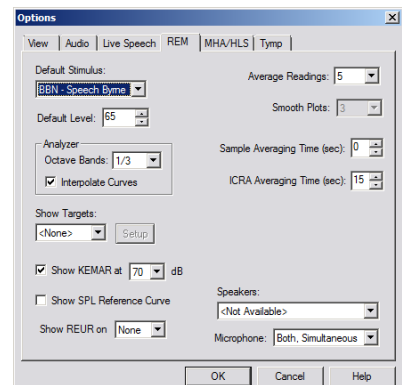 Options
View Audio Live Speech REM MHA/HLS Tymp
Default Stimulus:
BBN - Speech Byrne
Default Level: 65
Analyzer
Octave Bands: 1/3
Interpolate Curves
Show Targets:
<None> Setup
Show KEMAR at 70 dB
Show SPL Reference Curve
Show REUR on None
Average Readings: 5
Smooth Plots: 3
Sample Averaging Time (sec): 0
ICRA Averaging Time (sec): 15
Speakers:
<Not Available>
Microphone: Both, Simultaneous
OK Cancel Help